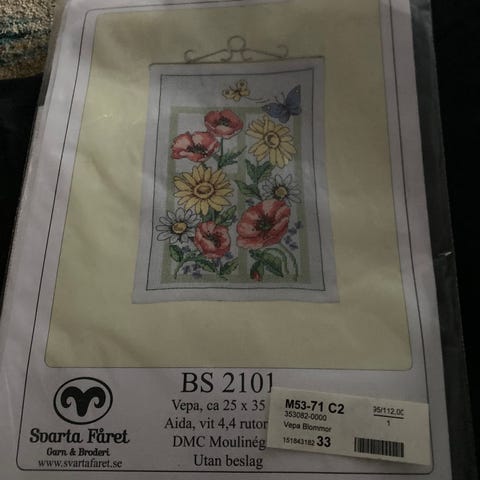 BS 2101
Vepa, ca 25 x 35
Aida, vit 4,4 rutor
DMC Moulinég
Utan beslag
Svarta Fåret
Garn & Broderi
www.svartafaret.se
M53-71 C2
353082-0000
Vepa Blommor
151843182 33
95/112,00
1